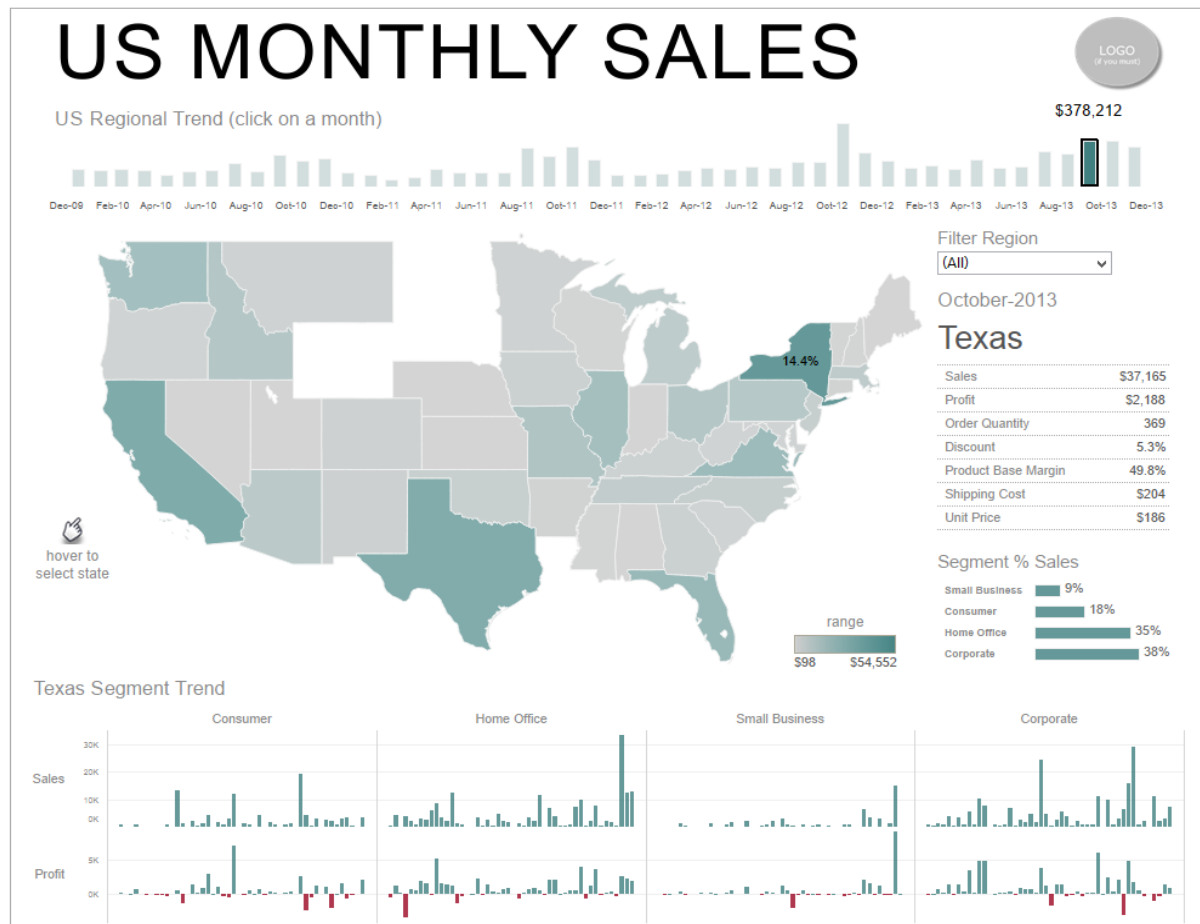 US MONTHLY SALES
LOGO
(if you must)
US Regional Trend (click on a month)
$378,212
Dec-09 Feb-10 Apr-10 Jun-10 Aug-10 Oct-10 Dec-10 Feb-11 Apr-11 Jun-11 Aug-11 Oct-11 Dec-11 Feb-12 Apr-12 Jun-12 Aug-12 Oct-12 Dec-12 Feb-13 Apr-13 Jun-13 Aug-13 Oct-13 Dec-13
Filter Region
(All)
October-2013
Texas
Sales $37,165
Profit $2,188
Order Quantity 369
Discount 5.3%
Product Base Margin 49.8%
Shipping Cost $204
Unit Price $186
14.4%
hover to
select state
Segment % Sales
Small Business 9%
Consumer 18%
Home Office 35%
Corporate 38%
range
$98 $54,552
Texas Segment Trend
Consumer Home Office Small Business Corporate
Sales
30K
20K
10K
0K
Profit
5K
0K